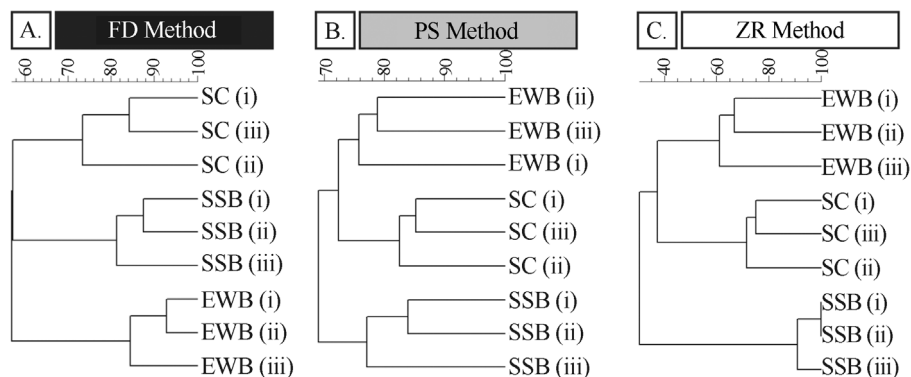 A. FD Method
60 70 80 90 100
SC (i)
SC (iii)
SC (ii)
SSB (i)
SSB (ii)
SSB (iii)
EWB (i)
EWB (ii)
EWB (iii)
B. PS Method
70 80 90 100
EWB (ii)
EWB (iii)
EWB (i)
SC (i)
SC (iii)
SC (ii)
SSB (i)
SSB (ii)
SSB (iii)
C. ZR Method
40 60 80 100
EWB (i)
EWB (ii)
EWB (iii)
SC (i)
SC (iii)
SC (ii)
SSB (i)
SSB (ii)
SSB (iii)